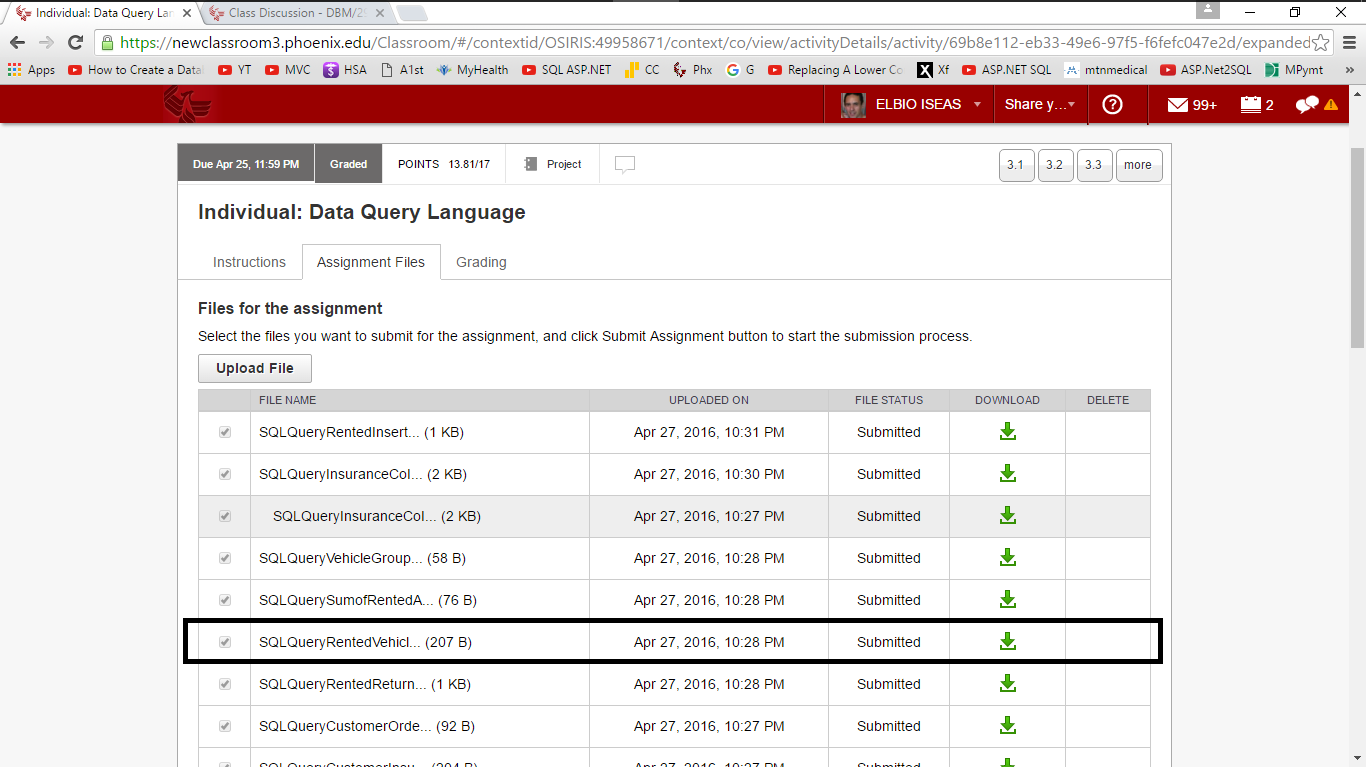 Individual: Data Query Lan
Class Discussion - DBM/2
https://newclassroom3.phoenix.edu/Classroom/#/contextid/OSIRIS:49958671/context/co/view/activityDetails/activity/69b8e112-eb33-49e6-97f5-f6fefc047e2d/expanded
Apps How to Create a Data YT MVC HSA A1st MyHealth SQL ASP.NET CC Phx G Replacing A Lower Co Xf ASP.NET SQL mtnmedical ASP.Net2SQL MPymt »
ELBIO ISEAS Share y... ? 99+ 2
Due Apr 25, 11:59 PM Graded POINTS 13.81/17 Project 3.1 3.2 3.3 more
Individual: Data Query Language
Instructions Assignment Files Grading
Files for the assignment
Select the files you want to submit for the assignment, and click Submit Assignment button to start the submission process.
Upload File
FILE NAME UPLOADED ON FILE STATUS DOWNLOAD DELETE
SQLQueryRentedInsert... (1 KB) Apr 27, 2016, 10:31 PM Submitted
SQLQueryInsuranceCol... (2 KB) Apr 27, 2016, 10:30 PM Submitted
SQLQueryInsuranceCol... (2 KB) Apr 27, 2016, 10:27 PM Submitted
SQLQueryVehicleGroup... (58 B) Apr 27, 2016, 10:28 PM Submitted
SQLQuerySumofRentedA... (76 B) Apr 27, 2016, 10:28 PM Submitted
SQLQueryRentedVehicl... (207 B) Apr 27, 2016, 10:28 PM Submitted
SQLQueryRentedReturn... (1 KB) Apr 27, 2016, 10:28 PM Submitted
SQLQueryCustomerOrde... (92 B) Apr 27, 2016, 10:27 PM Submitted